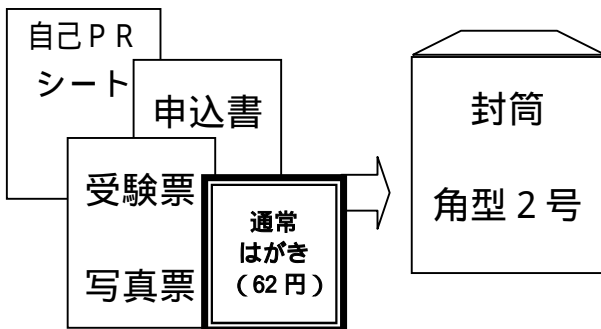 自己ＰＲ
シート
申込書
受験票
写真票
通常
はがき
（62 円）
封筒
角型２号